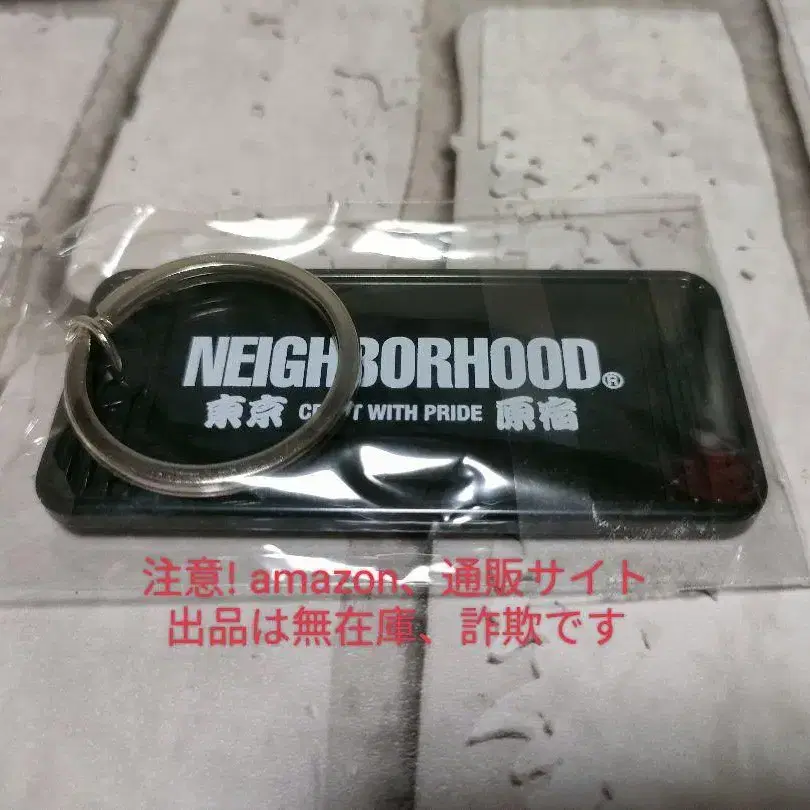 NEIGHBORHOOD®
東京 CRAFT WITH PRIDE 原宿
注意! amazon、通販サイト
出品は無在庫、詐欺です